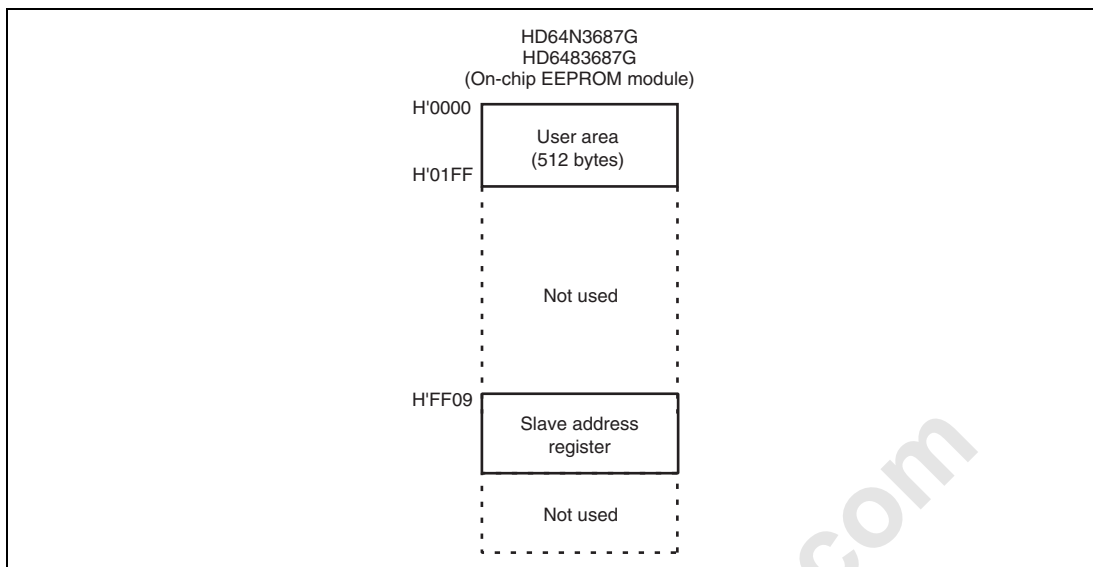 HD64N3687G
HD6483687G
(On-chip EEPROM module)
H'0000
User area
(512 bytes)
H'01FF
Not used
H'FF09
Slave address
register
Not used
.com